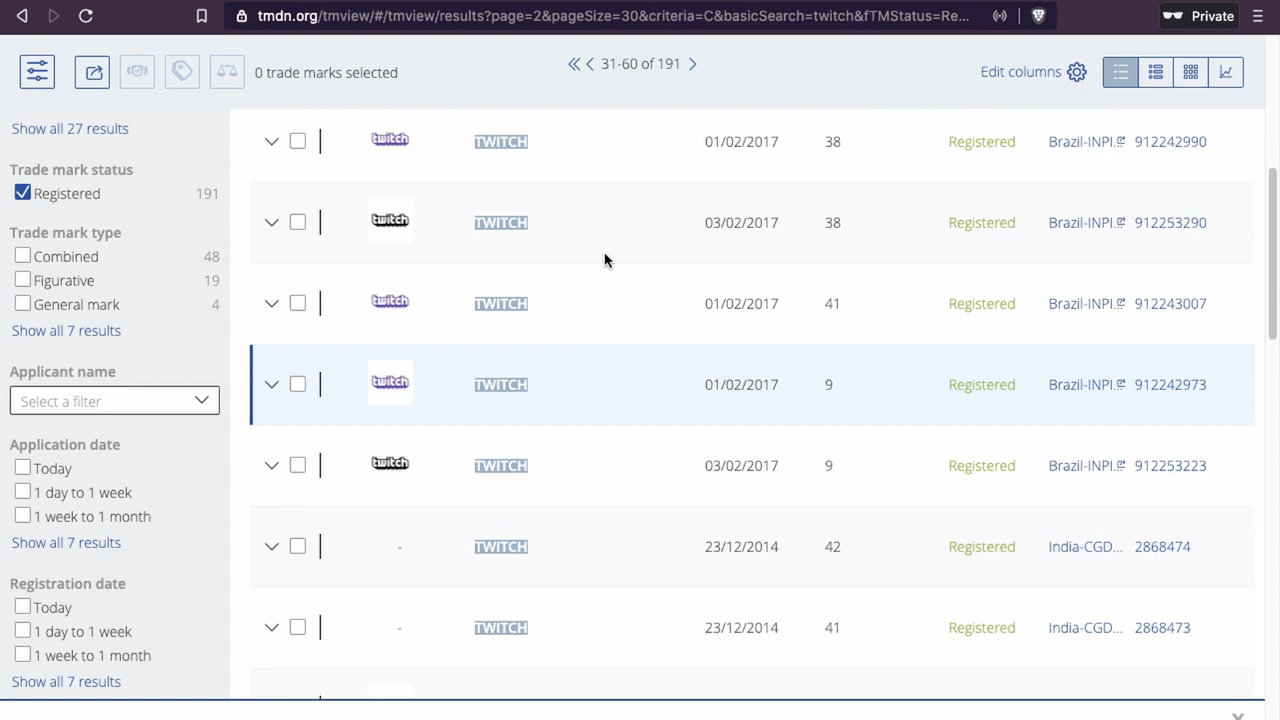 tmdn.org/tmview/#/tmview/results?page=2&pageSize=30&criteria=C&basicSearch=twitch&fTMStatus=Re...
Private
0 trade marks selected
31-60 of 191
Edit columns
Show all 27 results
Trade mark status
Registered 191
Trade mark type
Combined 48
Figurative 19
General mark 4
Show all 7 results
Applicant name
Select a filter
Application date
Today
1 day to 1 week
1 week to 1 month
Show all 7 results
Registration date
Today
1 day to 1 week
1 week to 1 month
Show all 7 results
twitch TWITCH 01/02/2017 38 Registered Brazil-INPI... 912242990
twitch TWITCH 03/02/2017 38 Registered Brazil-INPI... 912253290
twitch TWITCH 01/02/2017 41 Registered Brazil-INPI... 912243007
twitch TWITCH 01/02/2017 9 Registered Brazil-INPI... 912242973
twitch TWITCH 03/02/2017 9 Registered Brazil-INPI... 912253223
- TWITCH 23/12/2014 42 Registered India-CGD... 2868474
- TWITCH 23/12/2014 41 Registered India-CGD... 2868473